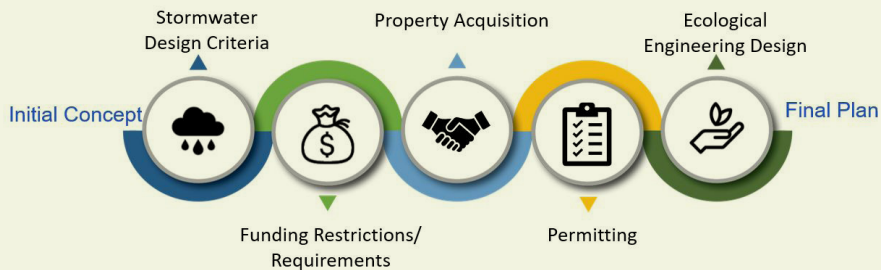 Initial Concept
Stormwater
Design Criteria
$
Funding Restrictions/
Requirements
Property Acquisition
Permitting
Ecological
Engineering Design
Final Plan